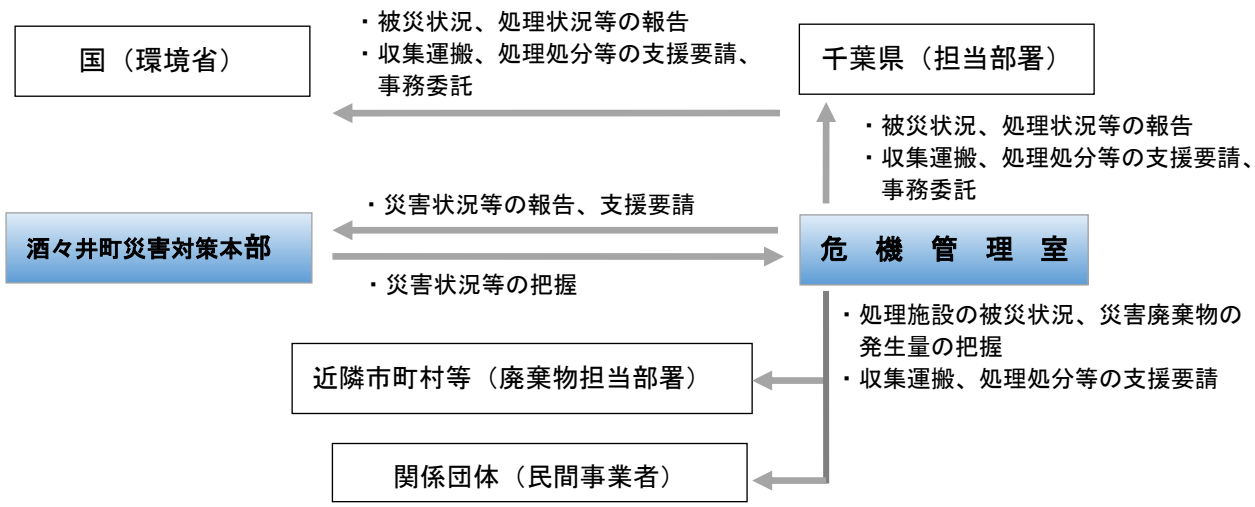 国（環境省）
・被災状況、処理状況等の報告
・収集運搬、処理処分等の支援要請、
事務委託
千葉県（担当部署）
・被災状況、処理状況等の報告
・収集運搬、処理処分等の支援要請、
事務委託
・災害状況等の報告、支援要請
酒々井町災害対策本部
危機管理室
・災害状況等の把握
・処理施設の被災状況、災害廃棄物の
発生量の把握
・収集運搬、処理処分等の支援要請
近隣市町村等（廃棄物担当部署）
関係団体（民間事業者）